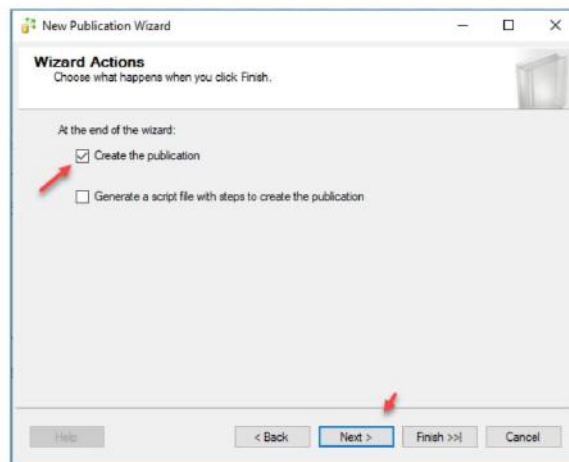 New Publication Wizard
Wizard Actions
Choose what happens when you click Finish.
At the end of the wizard:
Create the publication
Generate a script file with steps to create the publication
Help
< Back
Next >
Finish >>|
Cancel